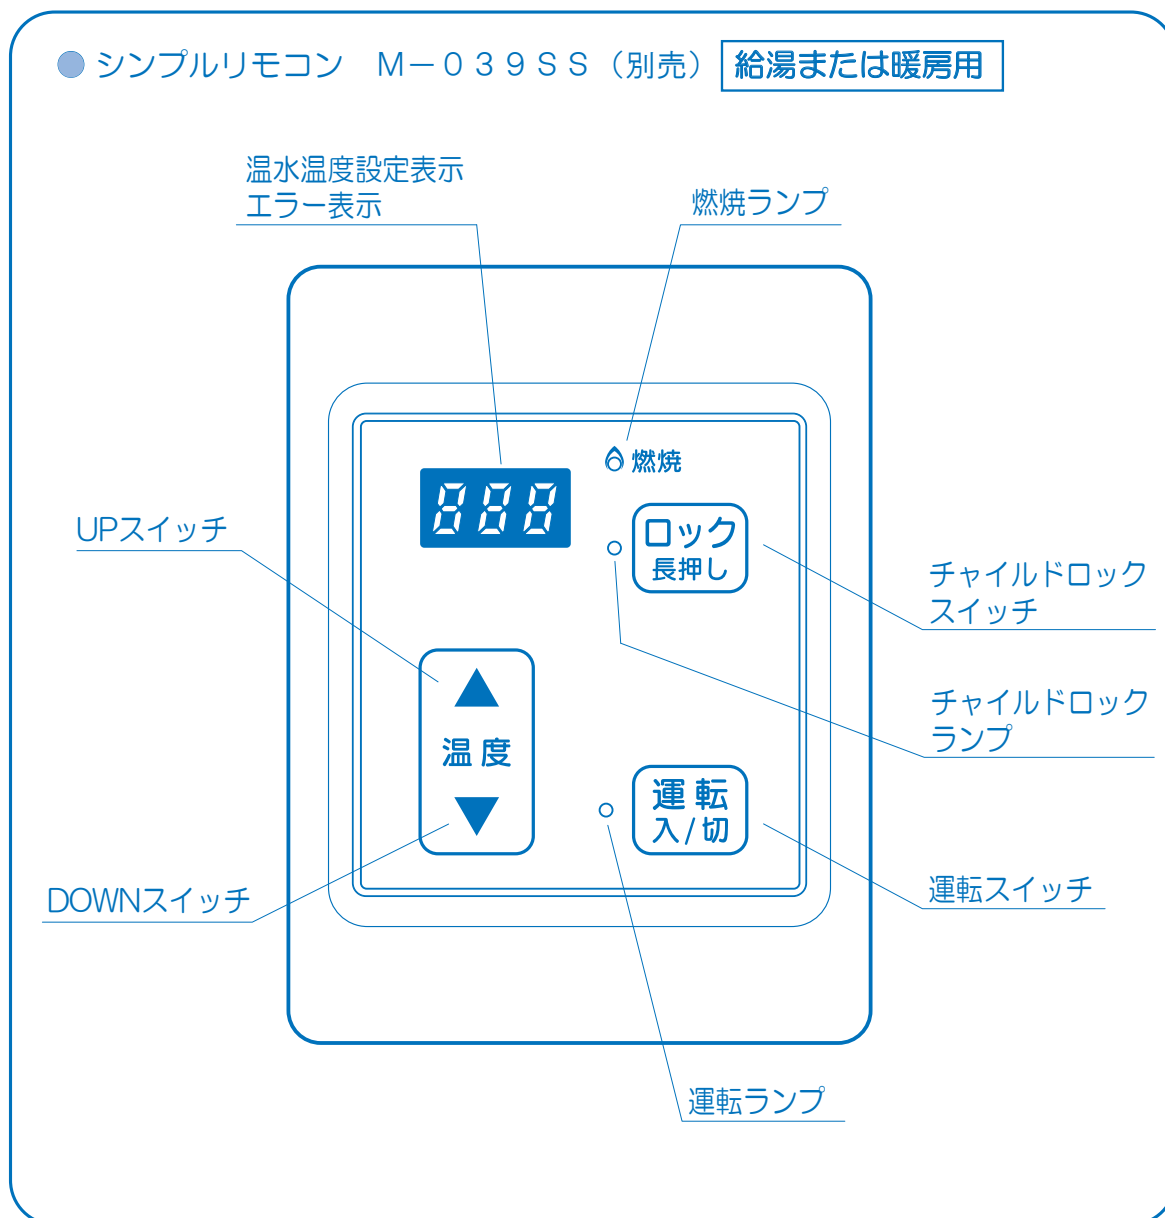 シンプルリモコン　M－０３９SS（別売） 給湯または暖房用
温水温度設定表示
エラー表示
燃焼ランプ
燃焼
888
UPスイッチ
ロック
長押し
チャイルドロック
スイッチ
チャイルドロック
ランプ
温度
運転
入/切
DOWNスイッチ
運転スイッチ
運転ランプ